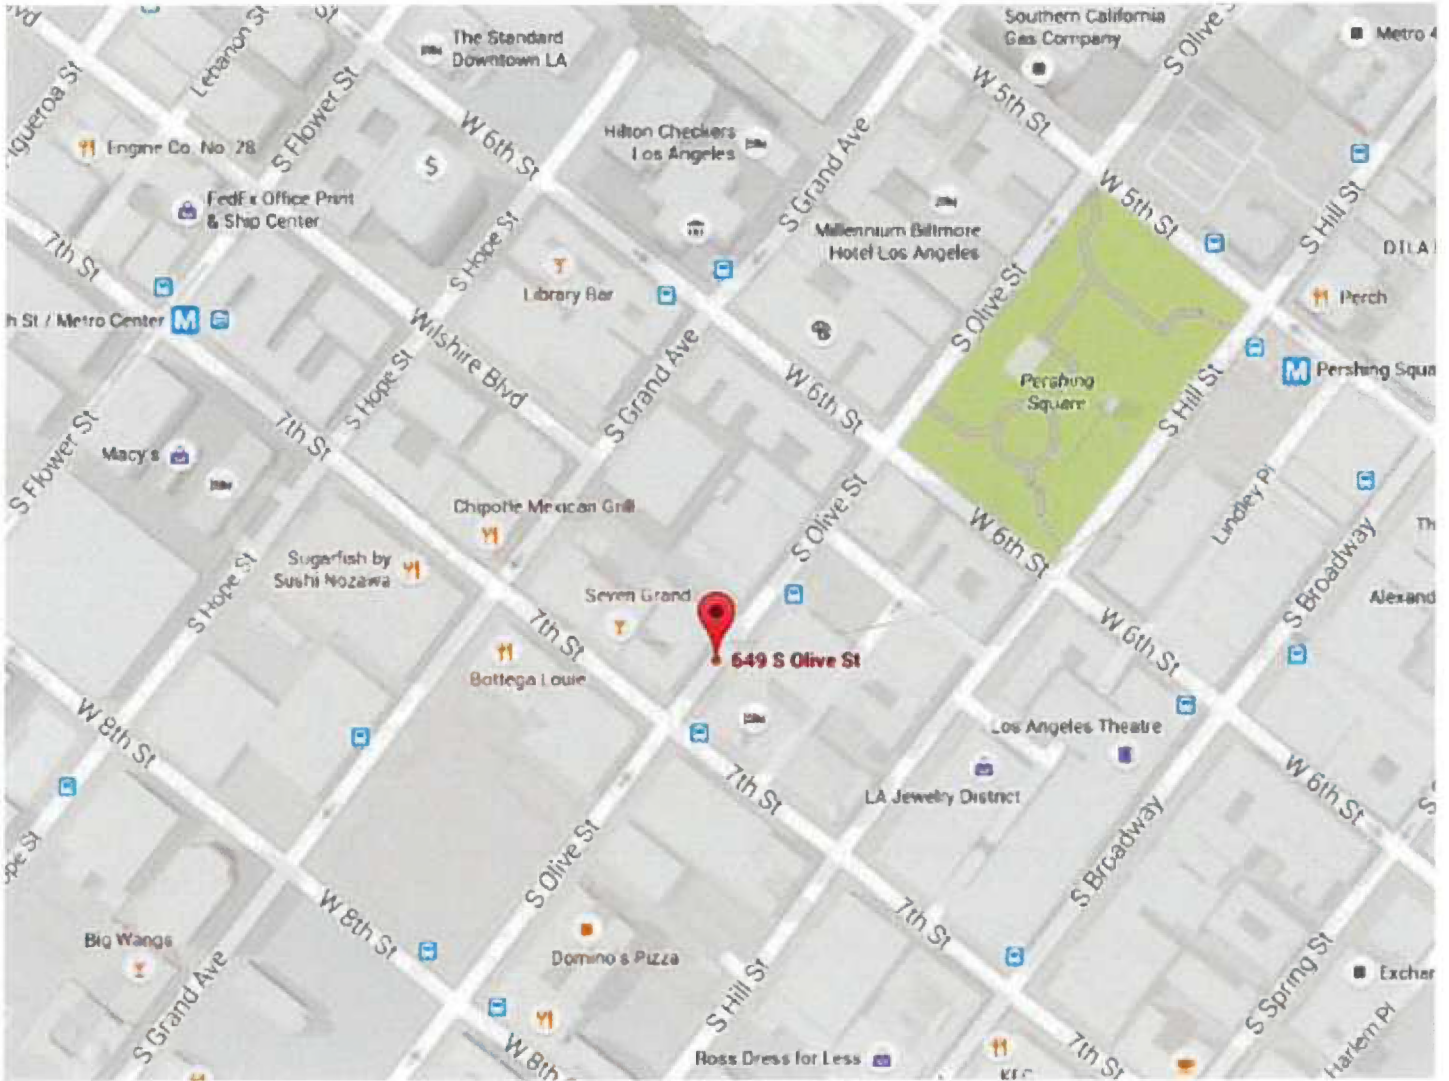 Lebanon St
S Flower St
The Standard
Downtown LA
Southern California
Gas Company
S Olive S
Metro 4
W 5th St
W 6th St
Hilton Checkers
Los Angeles
S Grand Ave
Engine Co. No. 28
FedEx Office Print
& Ship Center
5
S Hope St
Millennium Biltmore
Hotel Los Angeles
W 5th St
S Hill St
DTLA
7th St
Library Bar
S Olive St
Perch
h St / Metro Center
M
Wilshire Blvd
S Hope St
S Grand Ave
W 6th St
Pershing
Square
S Hill St
M
Pershing Squa
7th St
S Flower St
Macy's
Chipotle Mexican Grill
S Olive St
W 6th St
Lindley Pl
S Broadway
Th
Sugarfish by
Sushi Nozawa
S Hope St
Seven Grand
7th St
Alexand
W 6th St
649 S Olive St
Bottega Louie
W 8th St
Los Angeles Theatre
LA Jewelry District
7th St
W 6th St
S
ope St
S Olive St
S Broadway
W 8th St
7th St
Big Wangs
Domino's Pizza
S Grand Ave
S Hill St
S Spring St
Exchan
W 8th
Ross Dress for Less
KFC
7th St
Harlem Pl